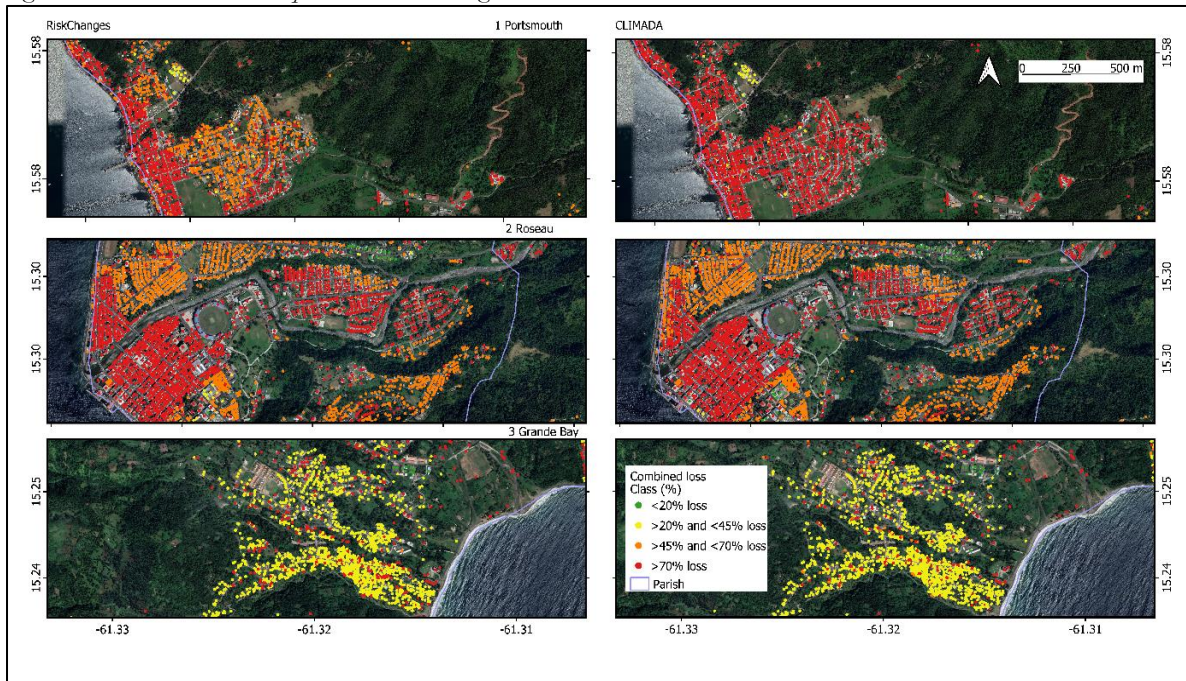 RiskChanges
1 Portsmouth
CLIMADA
15.58
15.58
15.58
15.58
0 250 500 m
2 Roseau
15.30
15.30
15.30
15.30
3 Grande Bay
15.25
15.24
15.25
15.24
Combined loss
Class (%)
<20% loss
>20% and <45% loss
>45% and <70% loss
>70% loss
Parish
-61.33 -61.32 -61.31
-61.33 -61.32 -61.31